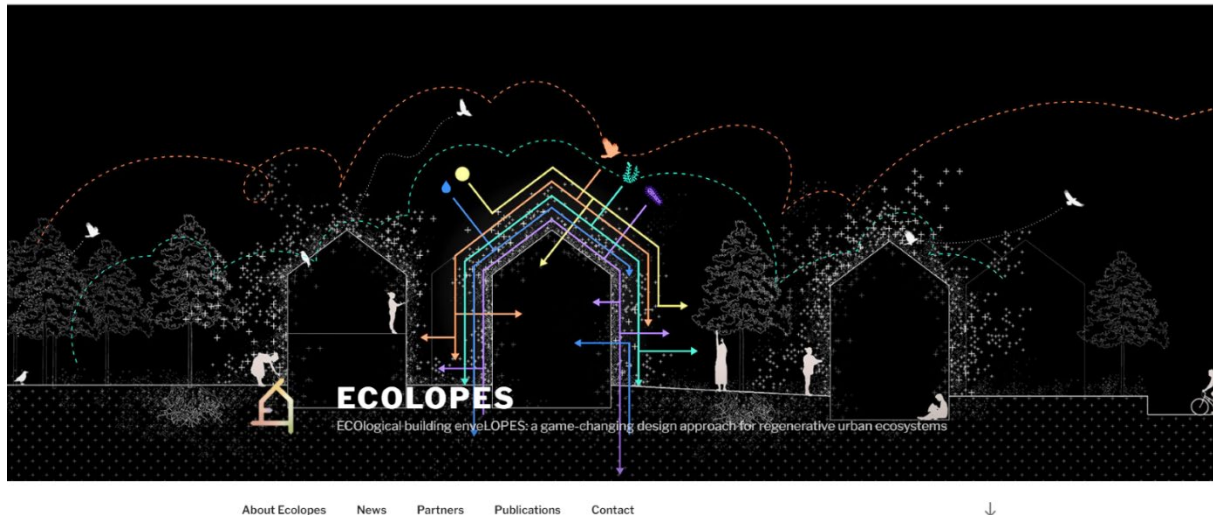 ECOLOPES
ECOlogical building enveLOPES: a game-changing design approach for regenerative urban ecosystems
About Ecolopes News Partners Publications Contact